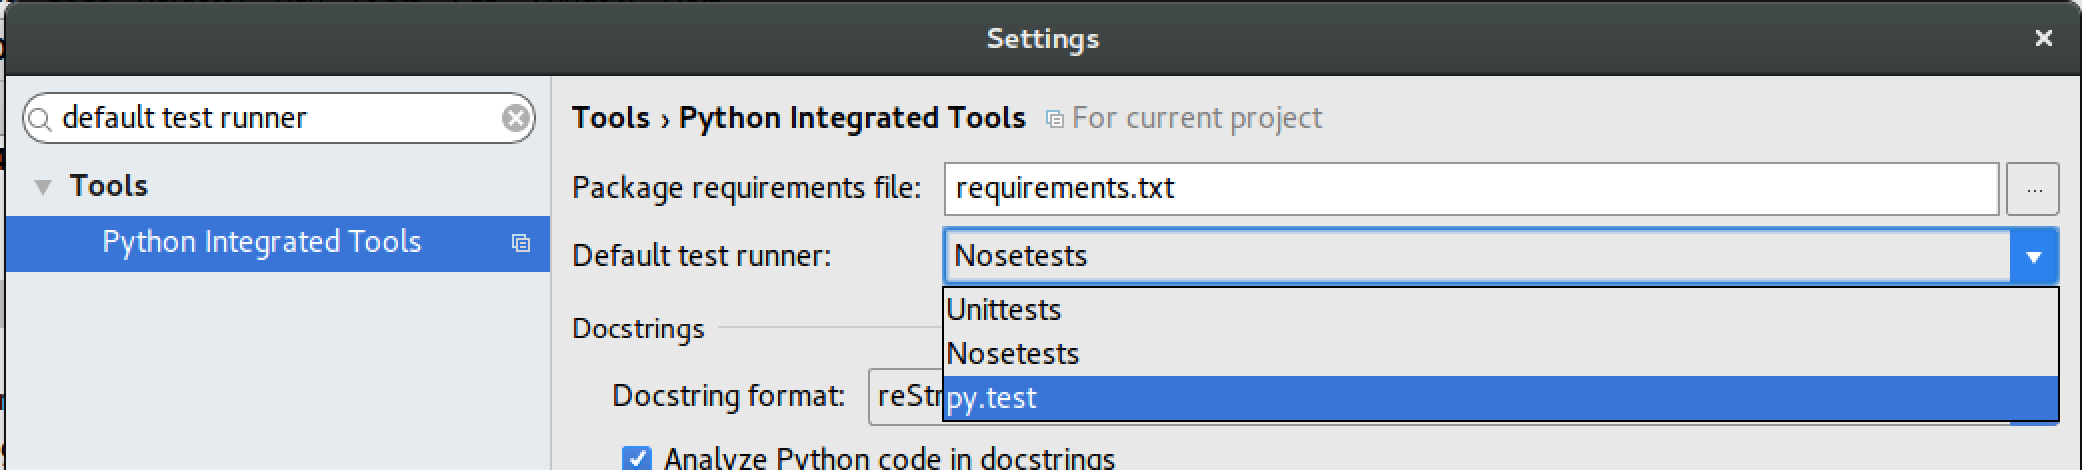 Settings
default test runner
Tools
Python Integrated Tools
Tools › Python Integrated Tools For current project
Package requirements file: requirements.txt ...
Default test runner: Nosetests
Unittests
Nosetests
py.test
Docstrings
Docstring format: reStr
Analyze Python code in docstrings